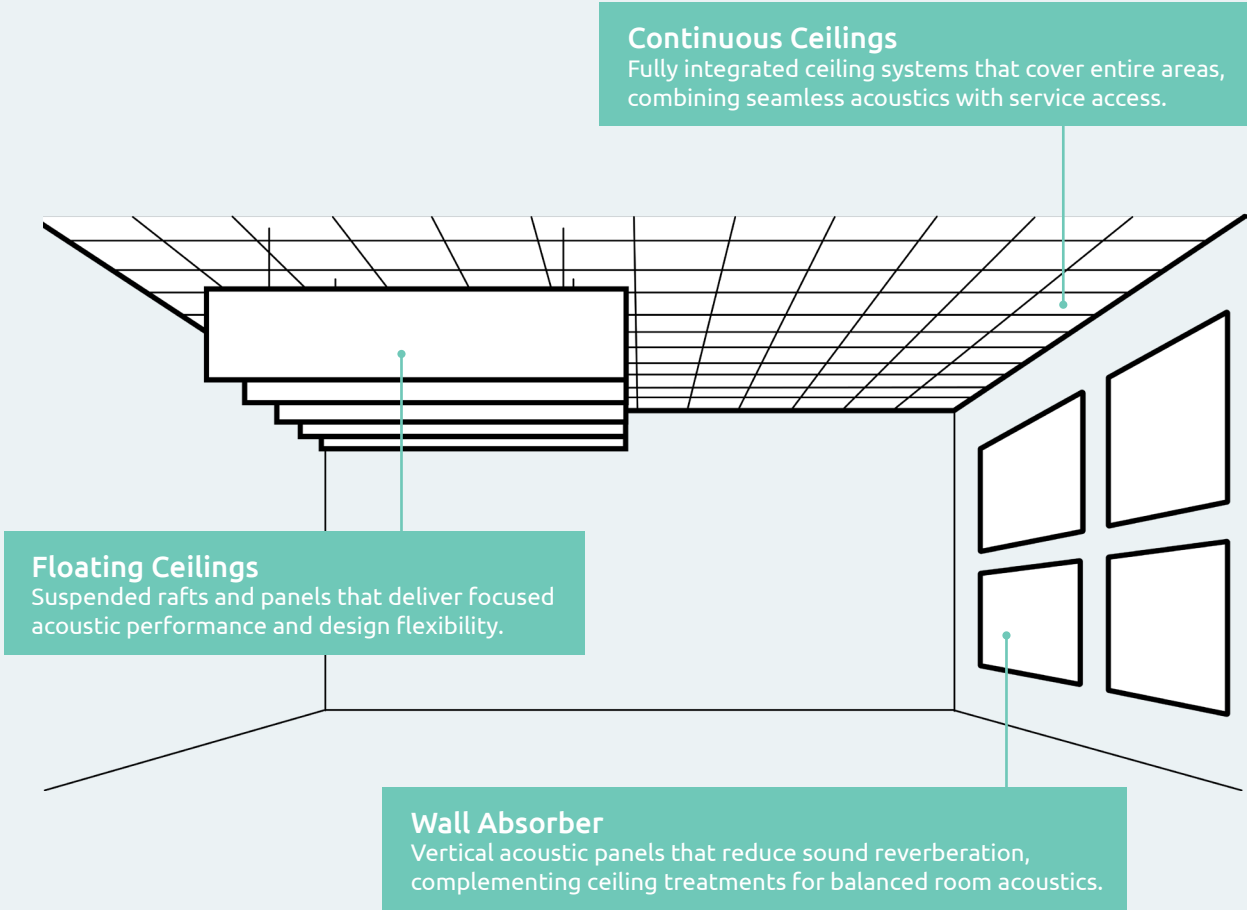 Continuous Ceilings
Fully integrated ceiling systems that cover entire areas,
combining seamless acoustics with service access.
Floating Ceilings
Suspended rafts and panels that deliver focused
acoustic performance and design flexibility.
Wall Absorber
Vertical acoustic panels that reduce sound reverberation,
complementing ceiling treatments for balanced room acoustics.